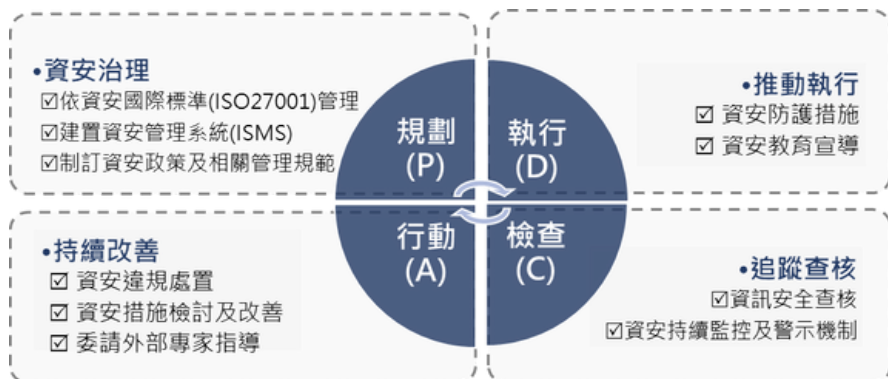 •資安治理
☑依資安國際標準(ISO27001)管理
☑建置資安管理系統(ISMS)
☑制訂資安政策及相關管理規範
規劃
(P)
執行
(D)
•推動執行
☑ 資安防護措施
☑ 資安教育宣導
•持續改善
☑ 資安違規處置
☑ 資安措施檢討及改善
☑ 委請外部專家指導
行動
(A)
檢查
(C)
•追蹤查核
☑資訊安全查核
☑資安持續監控及警示機制